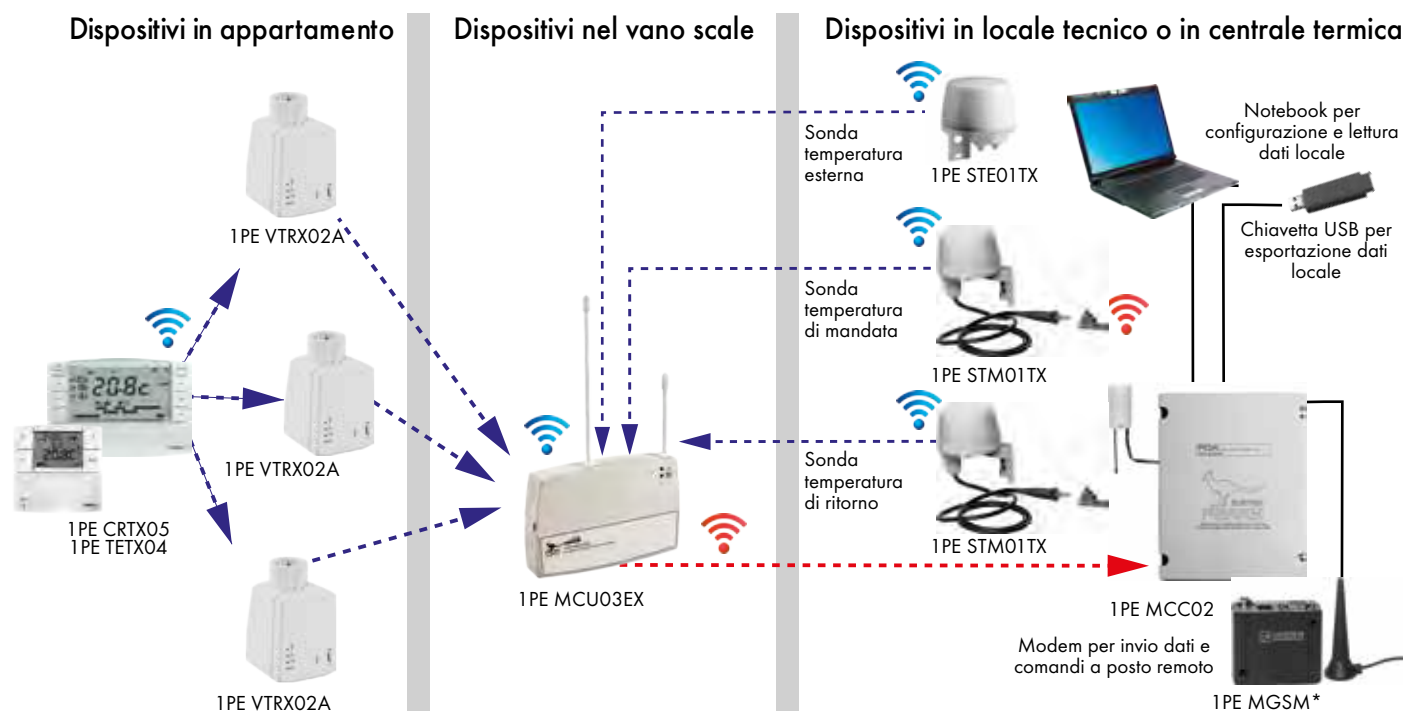 Dispositivi in appartamento
Dispositivi nel vano scale
Dispositivi in locale tecnico o in centrale termica
1PE VTRX02A
1PE VTRX02A
1PE VTRX02A
20.8c
20.8c
1PE CRTX05
1PE TETX04
1PE MCU03EX
Sonda
temperatura
esterna
1PE STE01TX
Sonda
temperatura
di mandata
1PE STM01TX
Sonda
temperatura
di ritorno
1PE STM01TX
Notebook per
configurazione e lettura
dati locale
Chiavetta USB per
esportazione dati
locale
1PE MCC02
Modem per invio dati e
comandi a posto remoto
1PE MGSM*